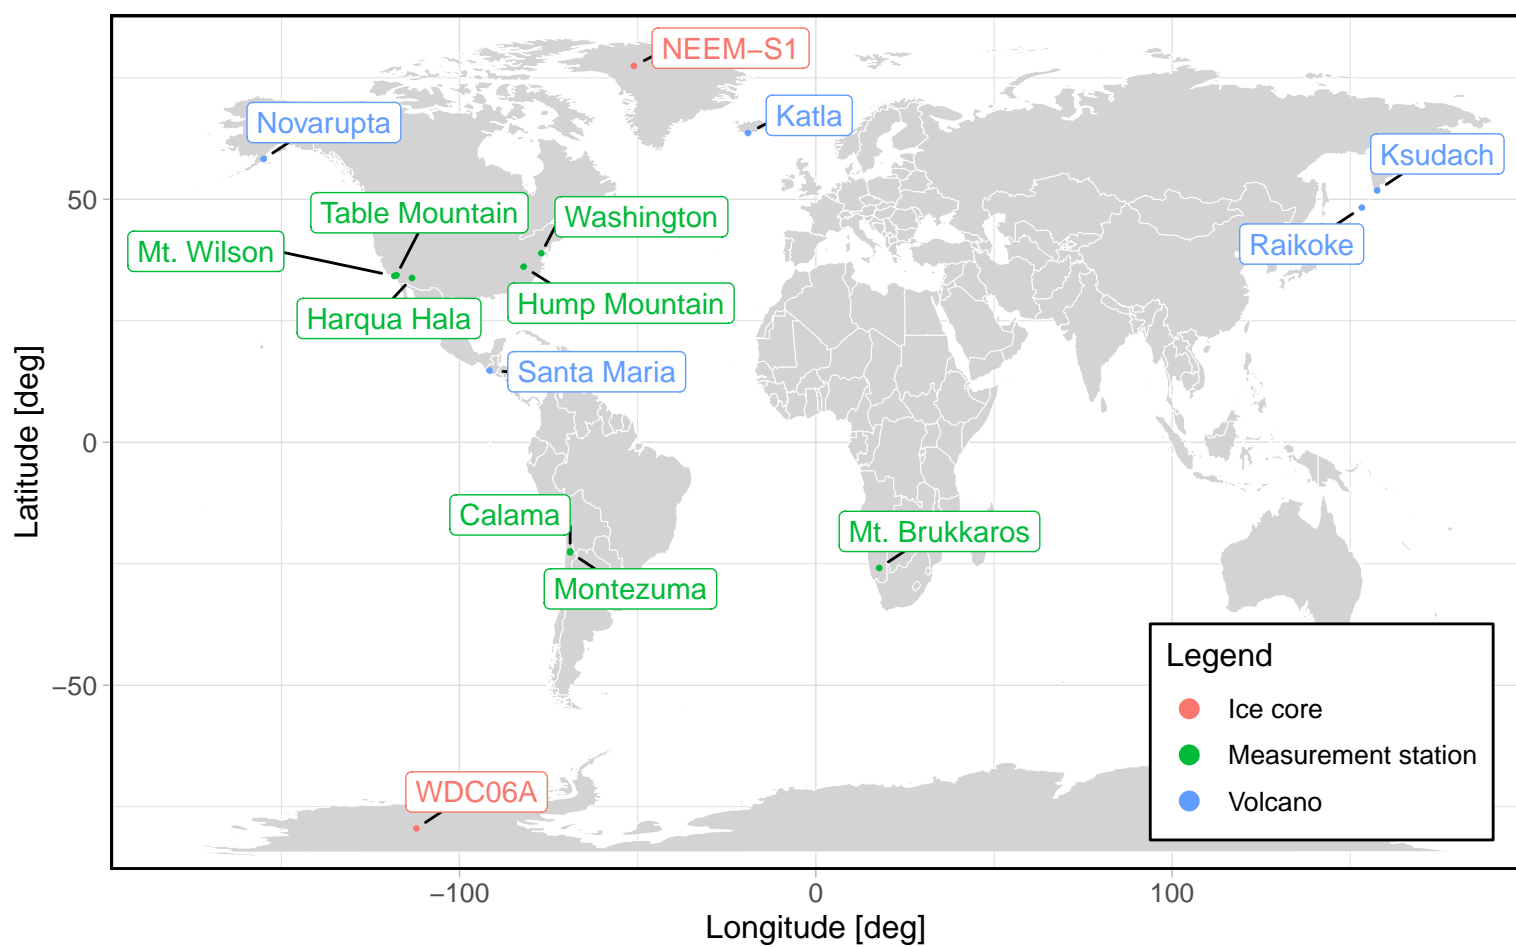 NEEM−S1
Katla
Novarupta
Ksudach
Table Mountain
Washington
Mt. Wilson
Raikoke
Harqua Hala
Hump Mountain
Santa Maria
Calama
Mt. Brukkaros
Montezuma
WDC06A
50
0
−50
Latitude [deg]
−100
0
100
Longitude [deg]
Legend
Ice core
Measurement station
Volcano